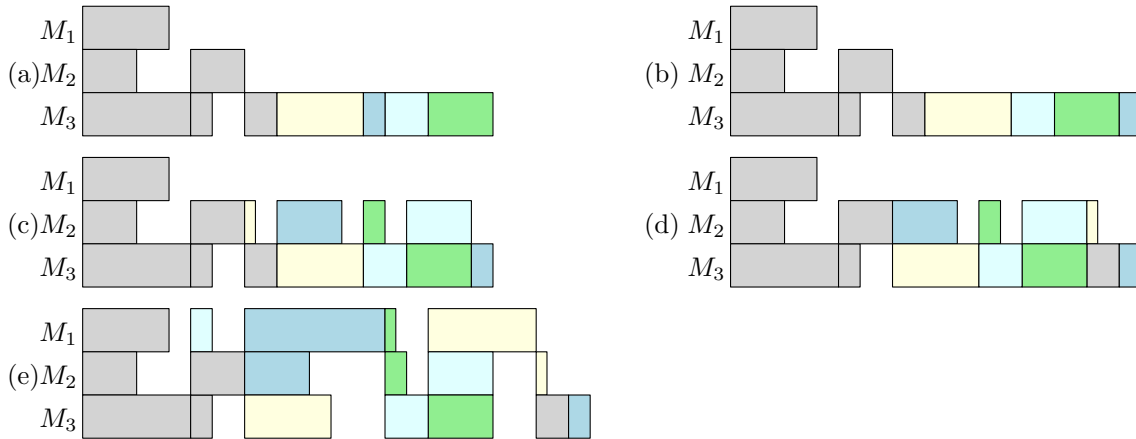 M₁ M₁
(a) M₂ (b) M₂
M₃ M₃
M₁ M₁
(c) M₂ (d) M₂
M₃ M₃
M₁
(e) M₂
M₃